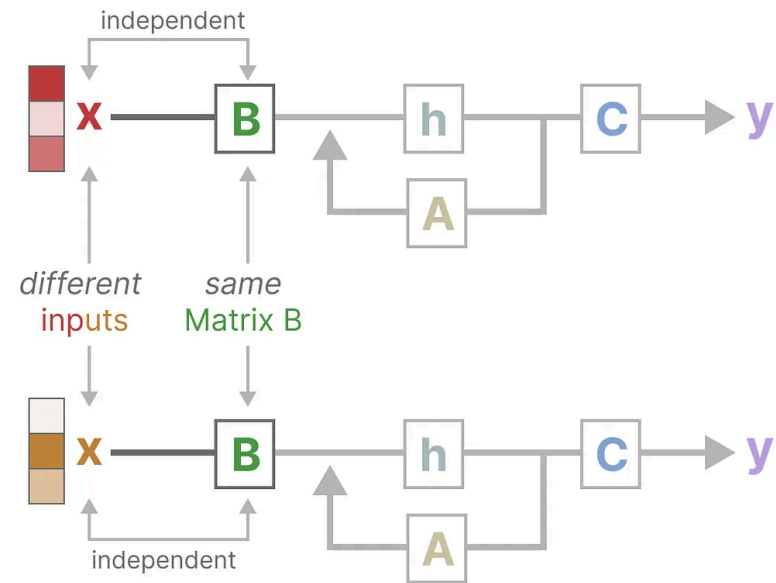 independent
x B h C y
A
different same
inputs Matrix B
x B h C y
A
independent